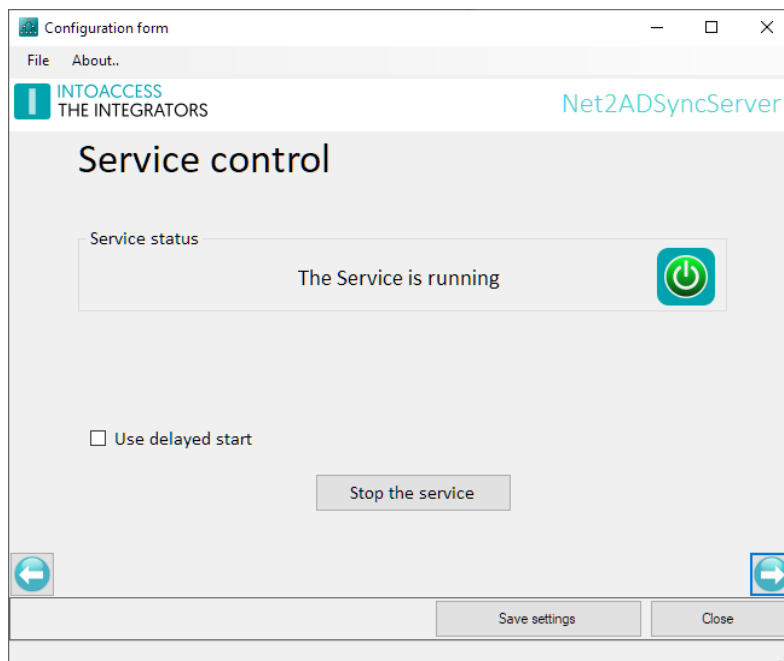 Configuration form
File About..
INTOACCESS
THE INTEGRATORS
Net2ADSyncServer
Service control
Service status
The Service is running
Use delayed start
Stop the service
Save settings Close